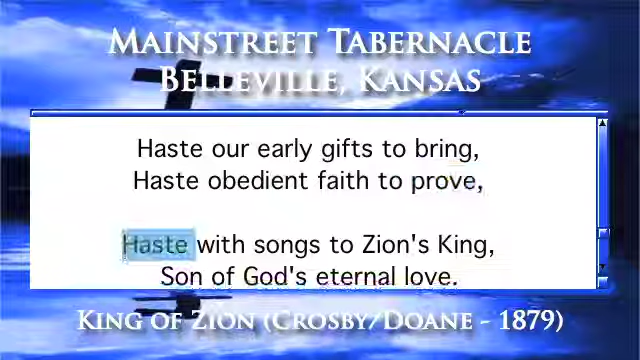 Mainstreet Tabernacle
Belleville, Kansas
Haste our early gifts to bring,
Haste obedient faith to prove,
Haste with songs to Zion's King,
Son of God's eternal love.
King of Zion (Crosby/Doane - 1879)